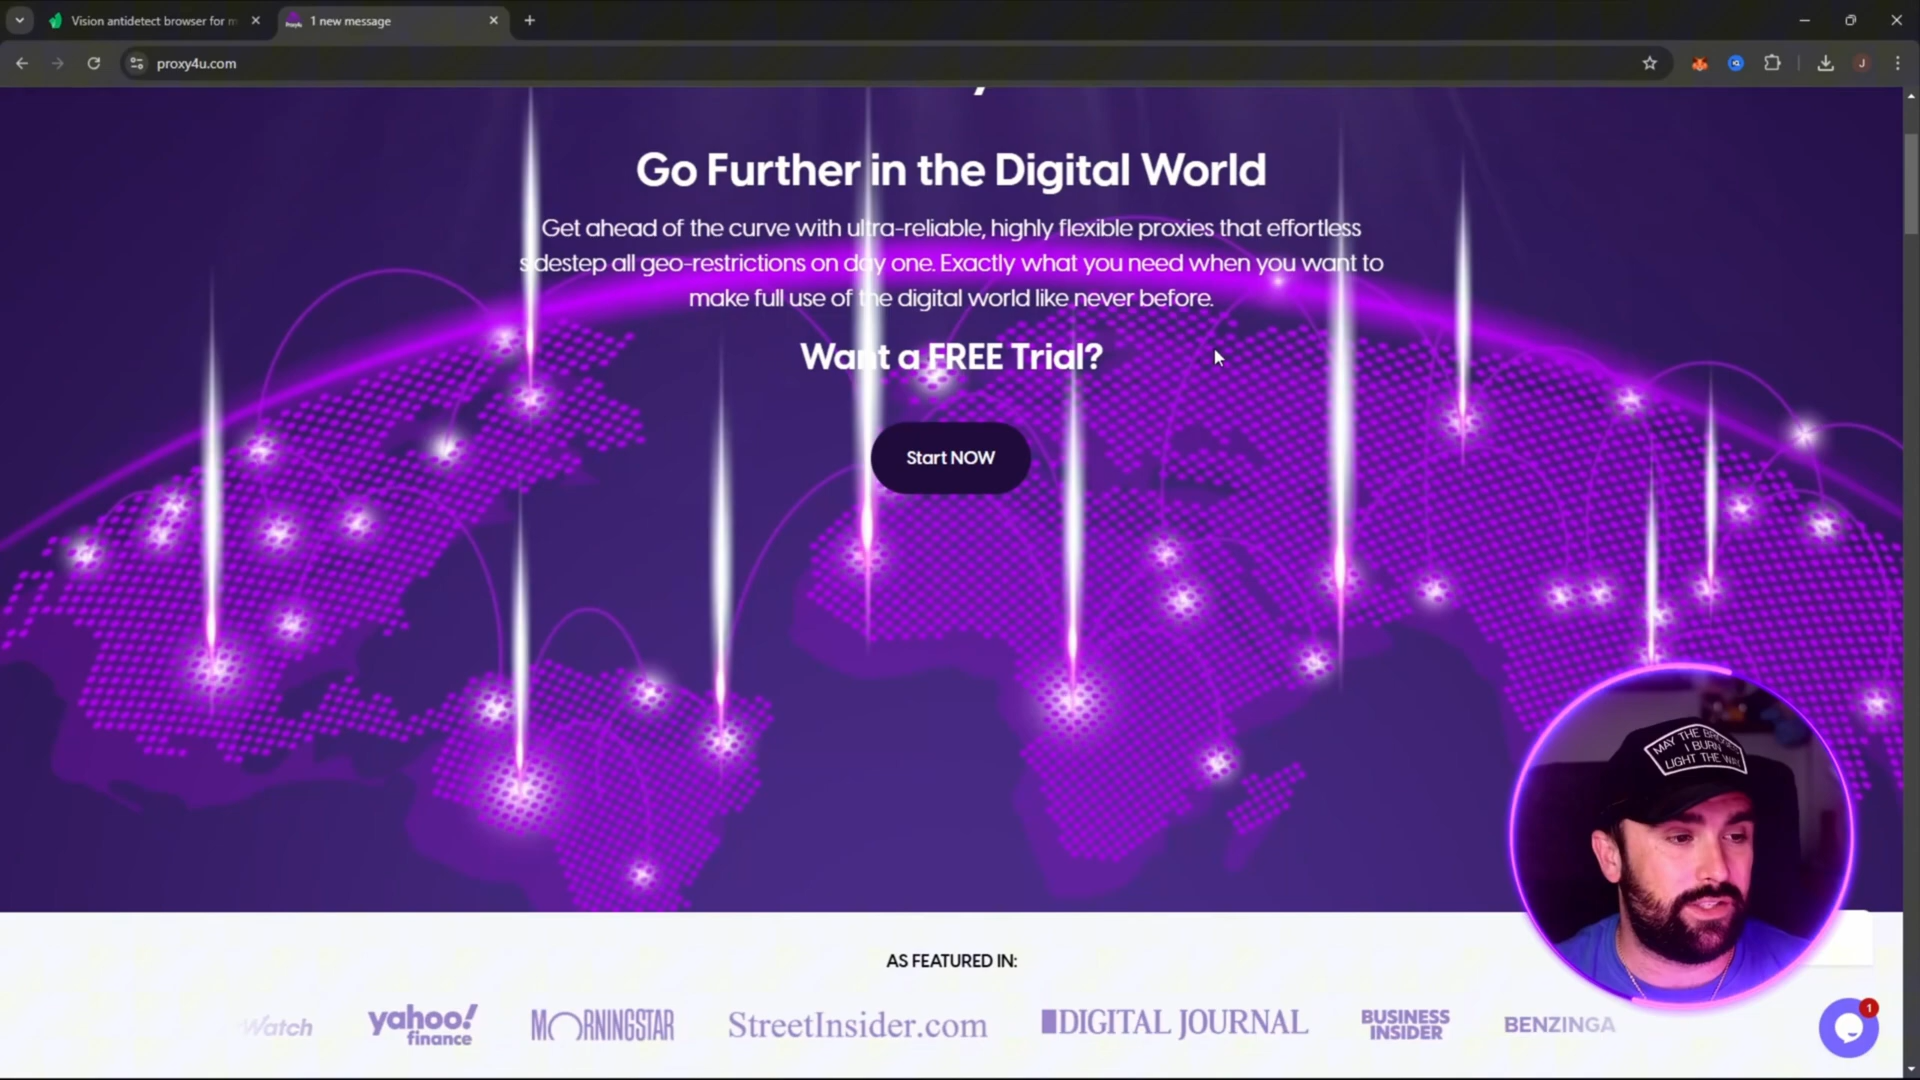 Vision antidetect browser for m
1 new message
proxy4u.com
J
Go Further in the Digital World
Get ahead of the curve with ultra-reliable, highly flexible proxies that effortless
sidestep all geo-restrictions on day one. Exactly what you need when you want to
make full use of the digital world like never before.
Want a FREE Trial?
Start NOW
MAY THE BRIDGES
I BURN
LIGHT THE WAY
AS FEATURED IN:
Watch
yahoo!
finance
MORNINGSTAR
StreetInsider.com
DIGITAL JOURNAL
BUSINESS
INSIDER
BENZINGA
1